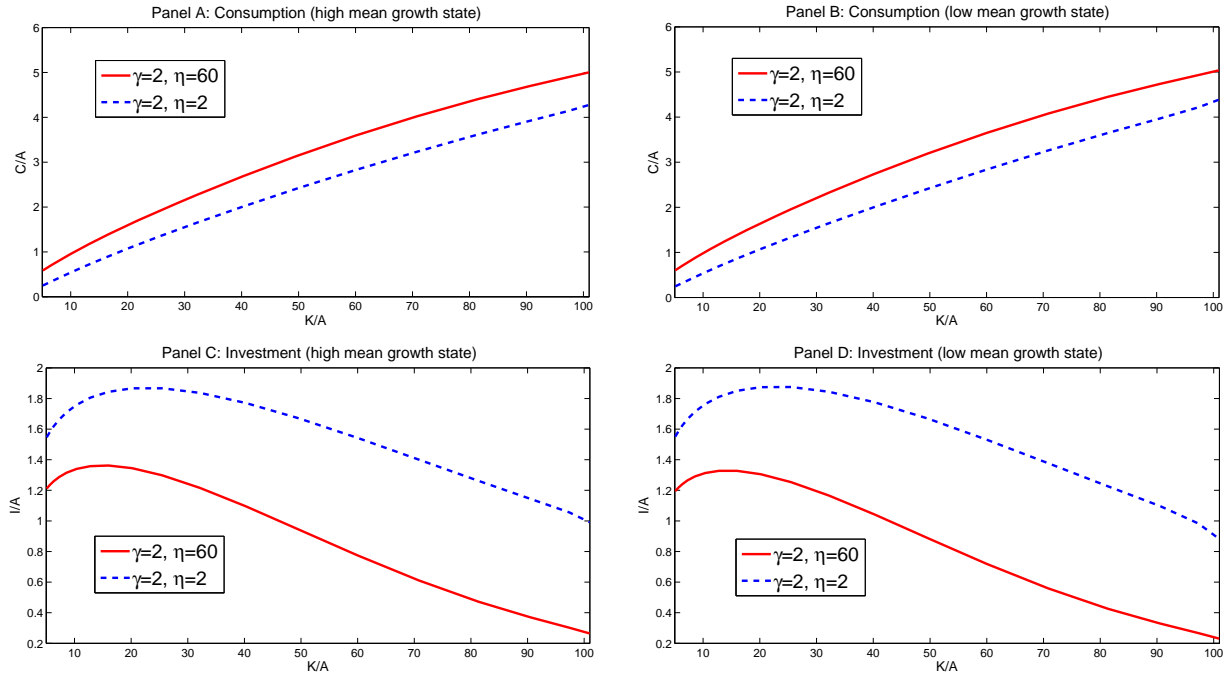 Panel A: Consumption (high mean growth state)
6
5
4
3
2
1
0
C/A
γ=2, η=60
γ=2, η=2
10 20 30 40 50 60 70 80 90 100
K/A
Panel B: Consumption (low mean growth state)
6
5
4
3
2
1
0
C/A
γ=2, η=60
γ=2, η=2
10 20 30 40 50 60 70 80 90 100
K/A
Panel C: Investment (high mean growth state)
2
1.8
1.6
1.4
1.2
1
0.8
0.6
0.4
0.2
I/A
γ=2, η=60
γ=2, η=2
10 20 30 40 50 60 70 80 90 100
K/A
Panel D: Investment (low mean growth state)
2
1.8
1.6
1.4
1.2
1
0.8
0.6
0.4
0.2
I/A
γ=2, η=60
γ=2, η=2
10 20 30 40 50 60 70 80 90 100
K/A